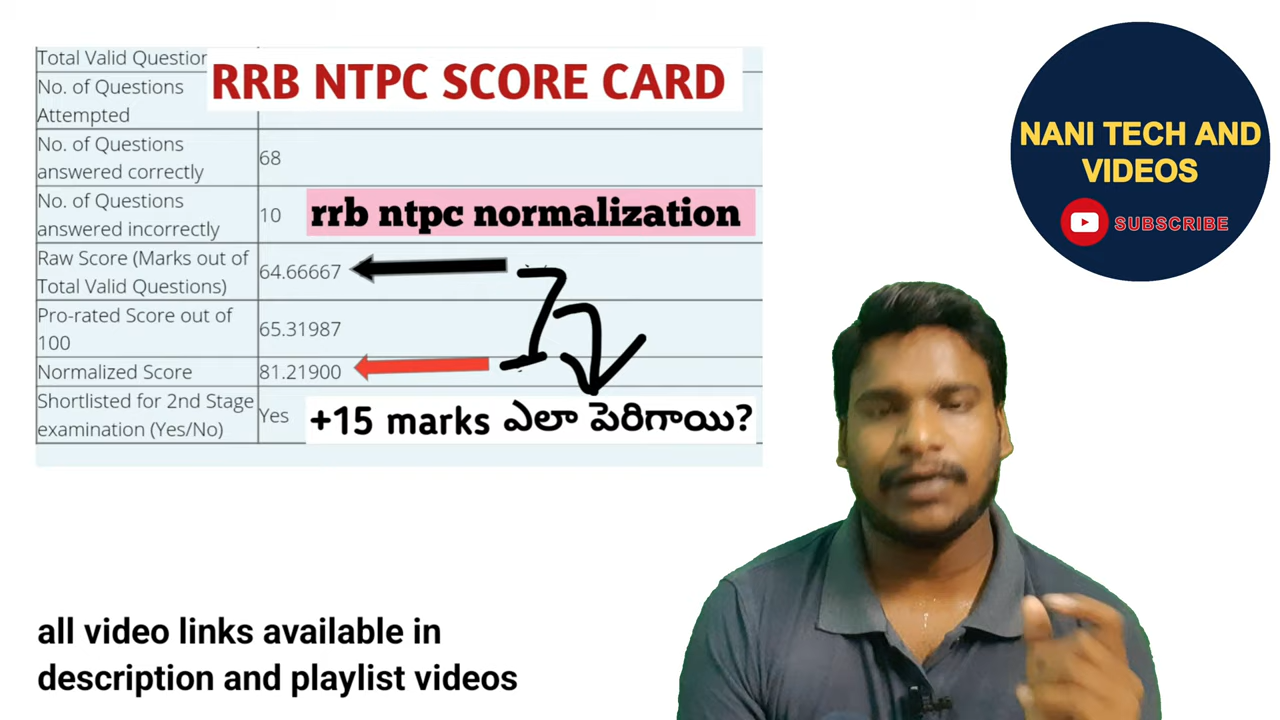 Total Valid Question
RRB NTPC SCORE CARD
No. of Questions
Attempted
No. of Questions
answered correctly
68
No. of Questions
answered incorrectly
10
rrb ntpc normalization
Raw Score (Marks out of
Total Valid Questions)
64.66667
Pro-rated Score out of
100
65.31987
Normalized Score
81.21900
Shortlisted for 2nd Stage
examination (Yes/No)
Yes
+15 marks ఎలా పెరిగాయి?
NANI TECH AND
VIDEOS
SUBSCRIBE
all video links available in
description and playlist videos